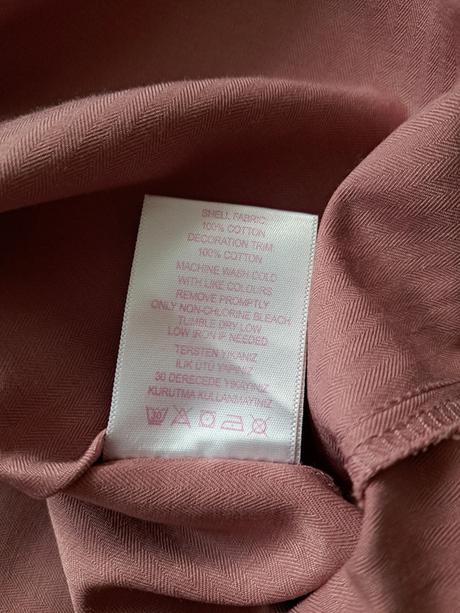 SHELL FABRIC
100% COTTON
DECORATION TRIM
100% COTTON
MACHINE WASH COLD
WITH LIKE COLOURS
REMOVE PROMPTLY
ONLY NON-CHLORINE BLEACH
TUMBLE DRY LOW
LOW IRON IF NEEDED
TERSTEN YIKANIZ
ILIK ÜTÜ YAPINIZ
30 DERECEDE YIKAYINIZ
KURUTMA KULLANMAYINIZ
30